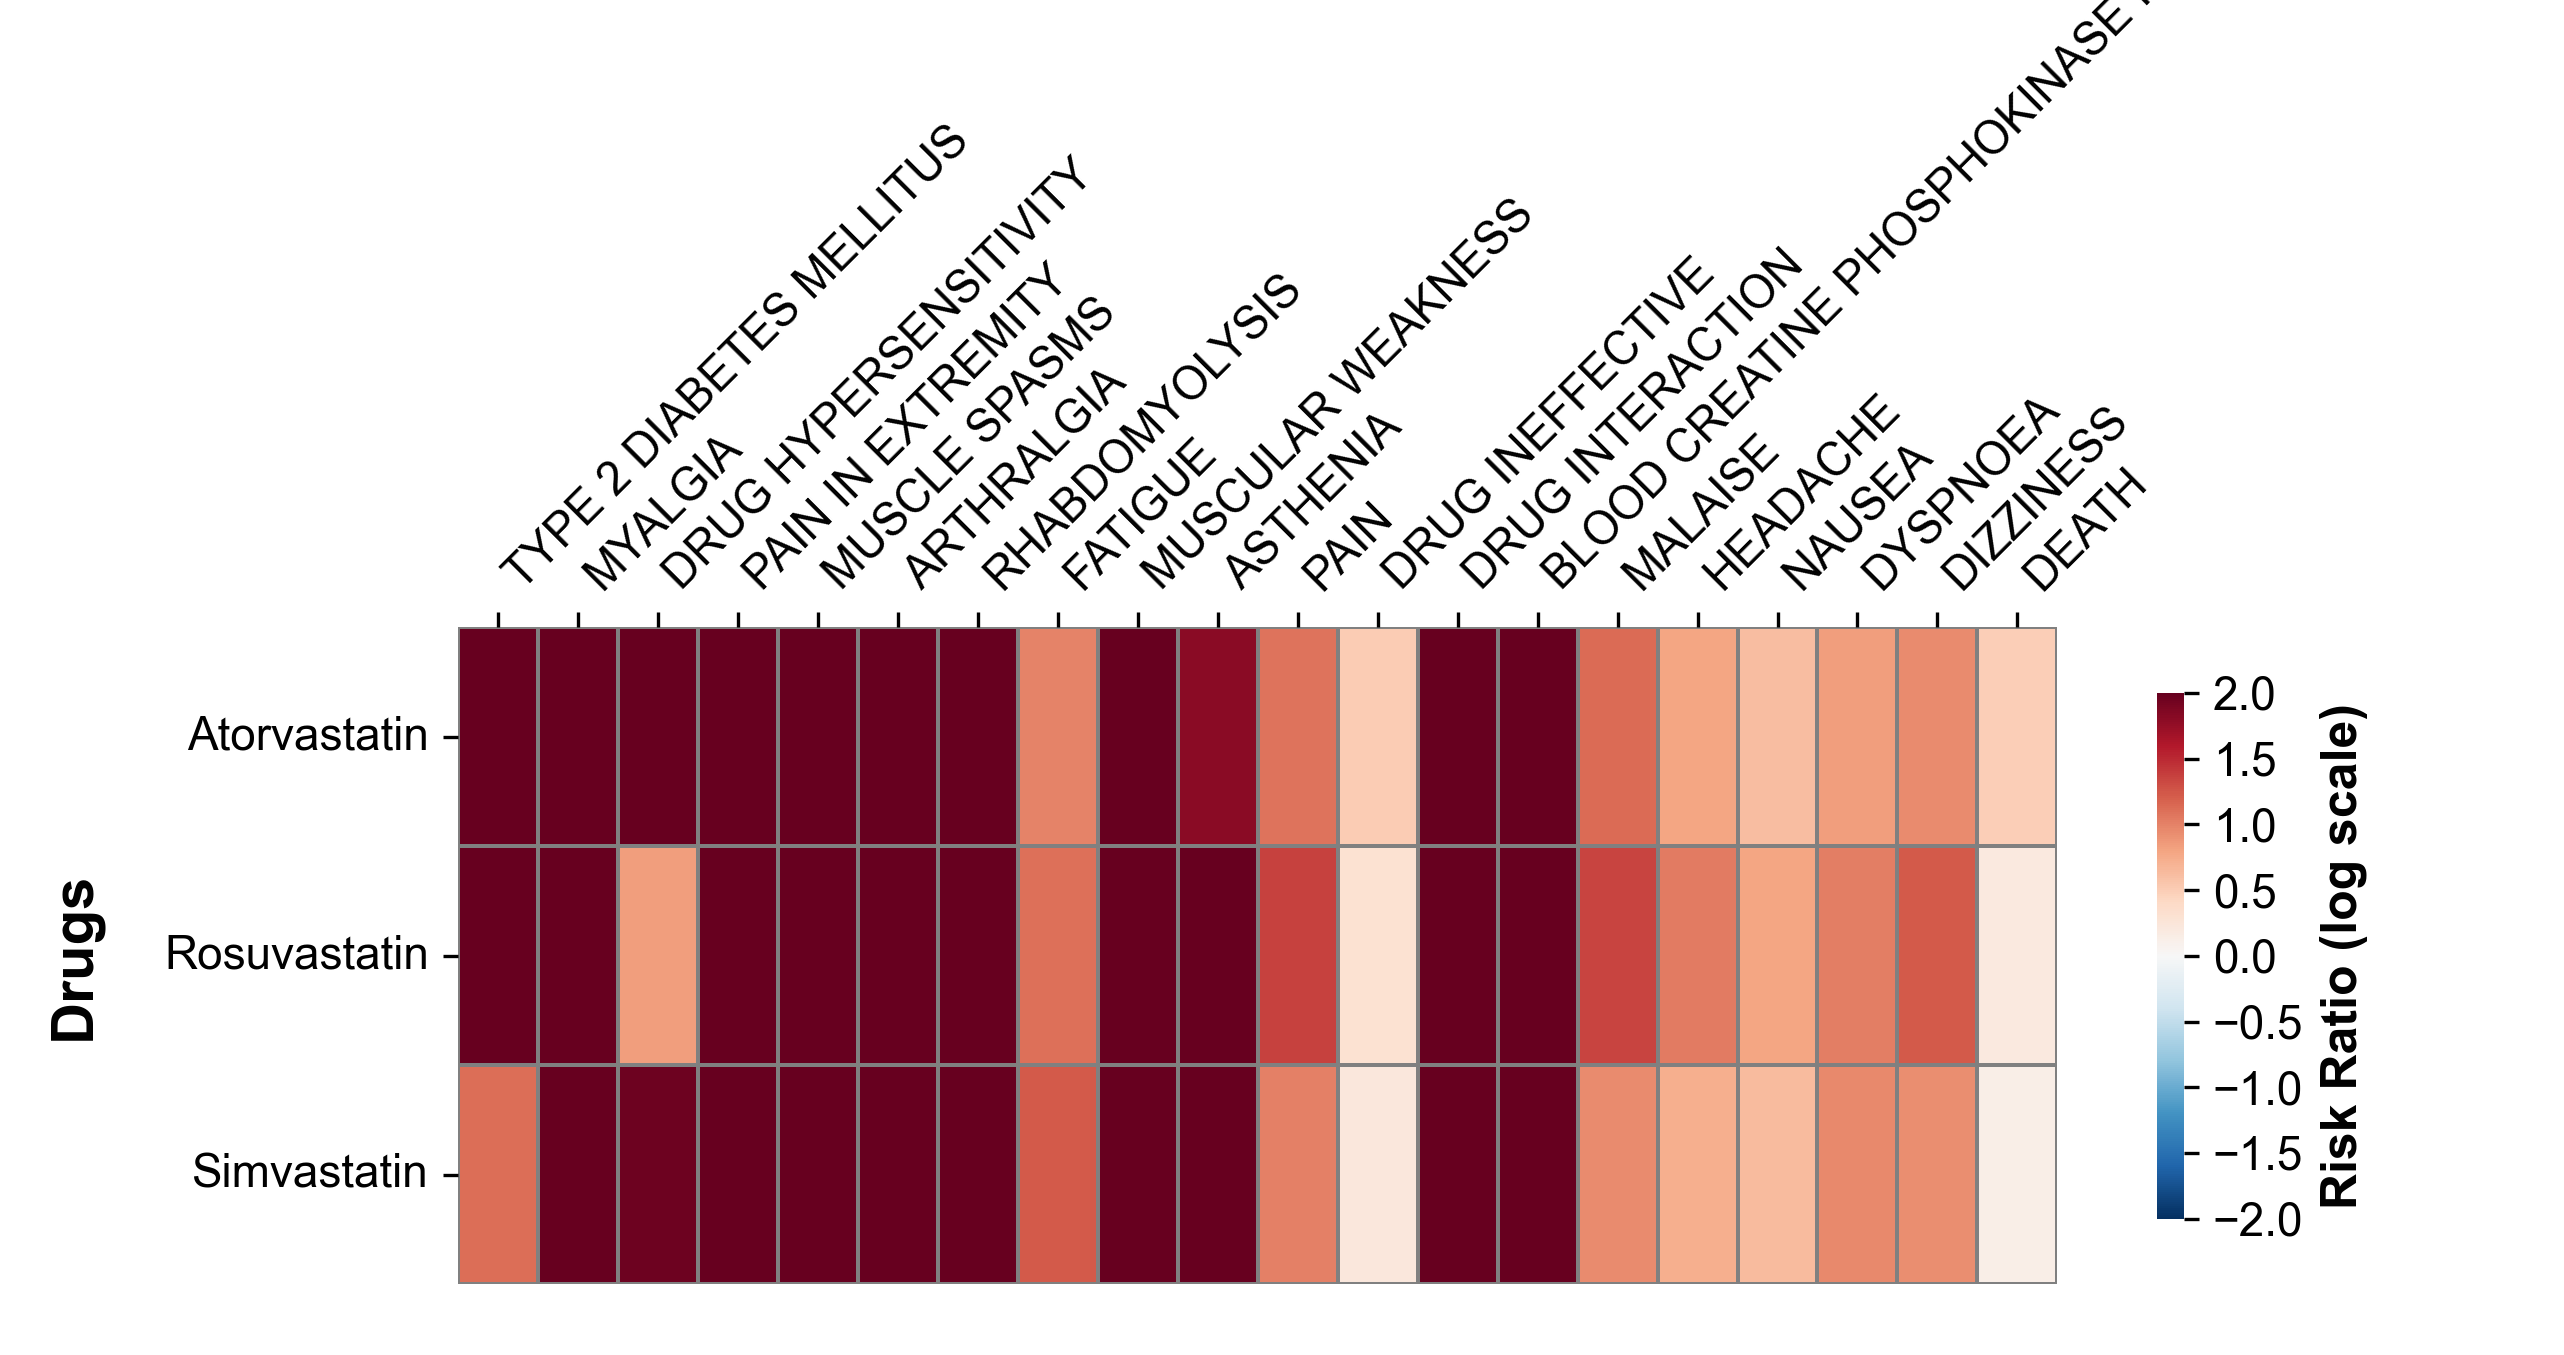 TYPE 2 DIABETES MELLITUS
MYALGIA
DRUG HYPERSENSITIVITY
PAIN IN EXTREMITY
MUSCLE SPASMS
ARTHRALGIA
RHABDOMYOLYSIS
FATIGUE
MUSCULAR WEAKNESS
ASTHENIA
PAIN
DRUG INEFFECTIVE
DRUG INTERACTION
BLOOD CREATINE PHOSPHOKINASE
MALAISE
HEADACHE
NAUSEA
DYSPNOEA
DIZZINESS
DEATH
Drugs
Atorvastatin
Rosuvastatin
Simvastatin
2.0
1.5
1.0
0.5
0.0
−0.5
−1.0
−1.5
−2.0
Risk Ratio (log scale)